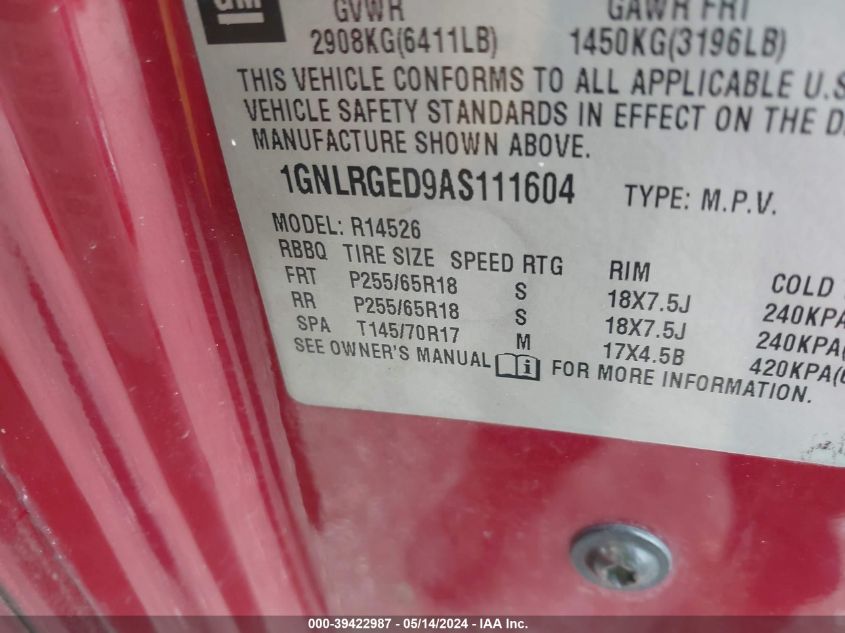 GM
GVWR GAWR FRT
2908KG(6411LB) 1450KG(3196LB)
THIS VEHICLE CONFORMS TO ALL APPLICABLE U.S
VEHICLE SAFETY STANDARDS IN EFFECT ON THE D
MANUFACTURE SHOWN ABOVE.
1GNLRGED9AS111604 TYPE: M.P.V.
MODEL: R14526
RBBQ TIRE SIZE SPEED RTG RIM COLD
FRT P255/65R18 S 18X7.5J 240KPA
RR P255/65R18 S 18X7.5J 240KPA(
SPA T145/70R17 M 17X4.5B 420KPA(
SEE OWNER'S MANUAL i FOR MORE INFORMATION.
000-39422987 - 05/14/2024 - IAA Inc.